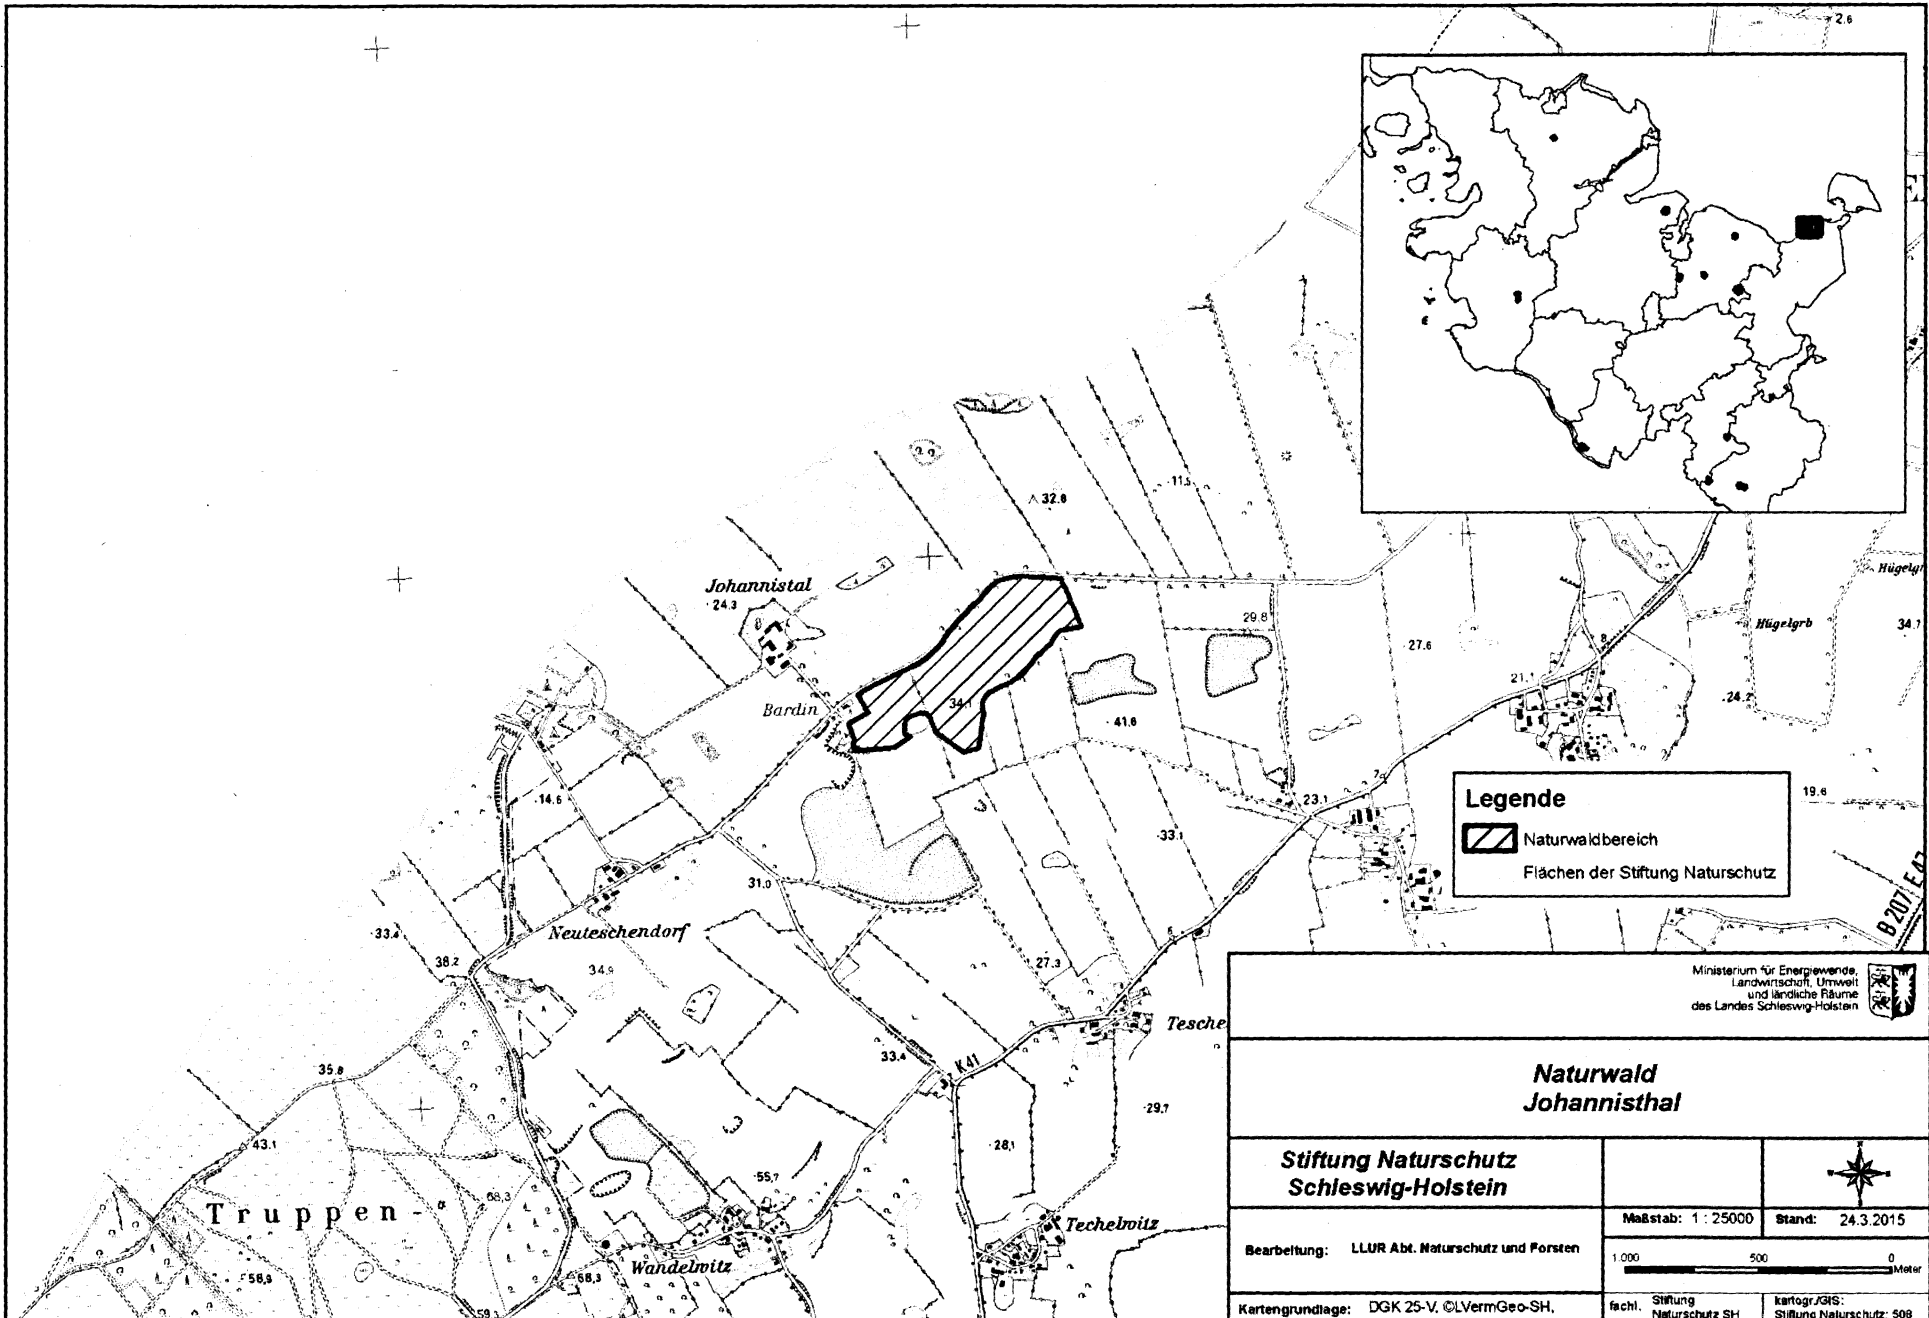 2.6
32.8
11.5
Johannistal
24.3
Hügelgr
29.8
Hügelgrb
34.7
27.6
8
Bardin
34.1
21.1
24.2
41.6
14.6
7
23.1
19.6
33.1
Legende
Naturwaldbereich
Flächen der Stiftung Naturschutz
31.0
B 207 / E 47
33.4
Neuteschendorf
38.2
34.9
27.3
6
Ministerium für Energiewende,
Landwirtschaft, Umwelt
und ländliche Räume
des Landes Schleswig-Holstein
Tesche
33.4
K41
35.8
Naturwald
Johannisthal
29.7
43.1
28.1
Stiftung Naturschutz
Schleswig-Holstein
55.7
68.3
Truppen-
Techelwitz
Maßstab: 1 : 25000
Stand: 24.3.2015
Bearbeitung: LLUR Abt. Naturschutz und Forsten
1.000 500 0
Meter
Wandelwitz
58.9
68.3
59.1
Kartengrundlage: DGK 25-V, ©LVermGeo-SH,
fachl. Stiftung
Naturschutz SH
kartogr./GIS:
Stiftung Naturschutz: 508